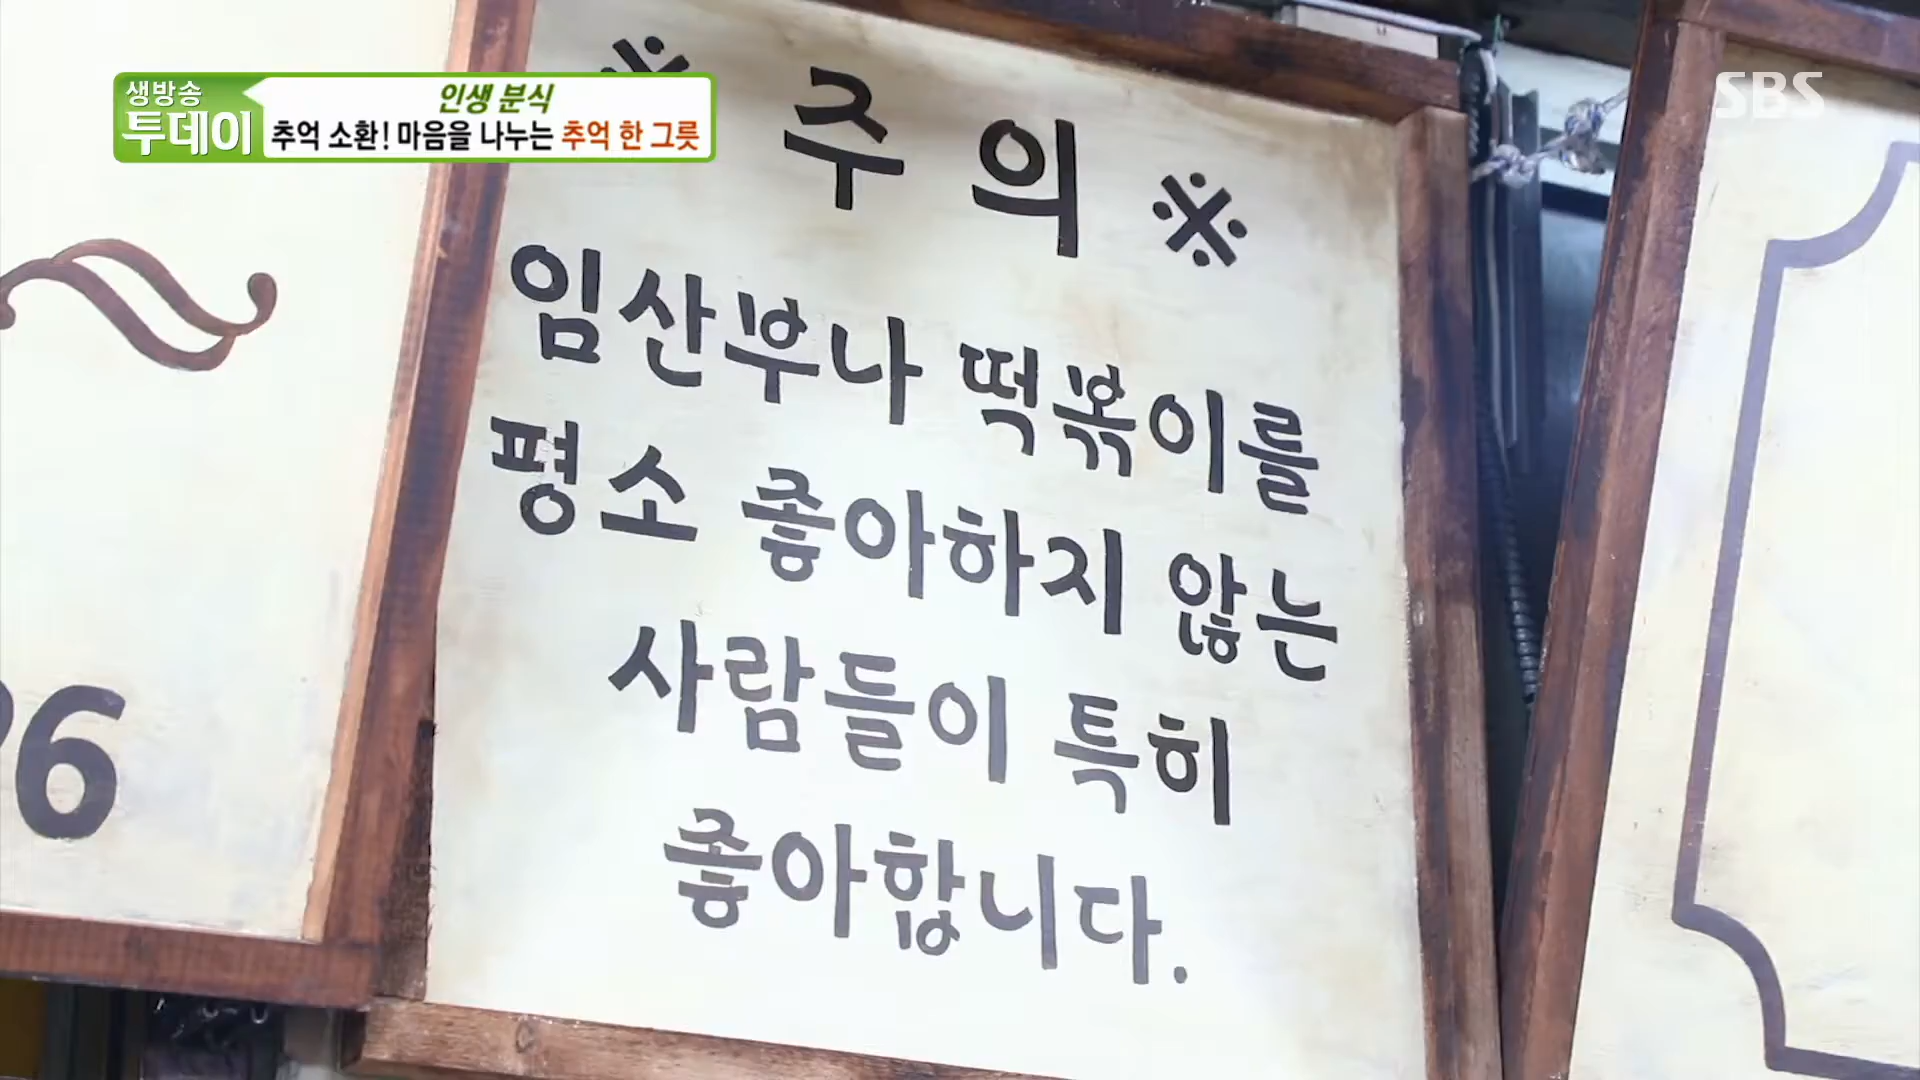 생방송
투데이
인생 분식
추억 소환! 마음을 나누는 추억 한 그릇
SBS
※ 주의 ※
임산부나 떡볶이를
평소 좋아하지 않는
사람들이 특히
좋아합니다.
6